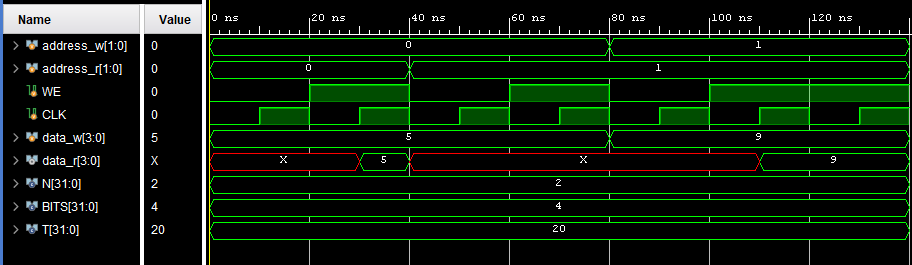 Name Value 0 ns 20 ns 40 ns 60 ns 80 ns 100 ns 120 ns
address_w[1:0] 0 0 1
address_r[1:0] 0 0 1
WE 0
CLK 0
data_w[3:0] 5 5 9
data_r[3:0] X X 5 X 9
N[31:0] 2 2
BITS[31:0] 4 4
T[31:0] 20 20